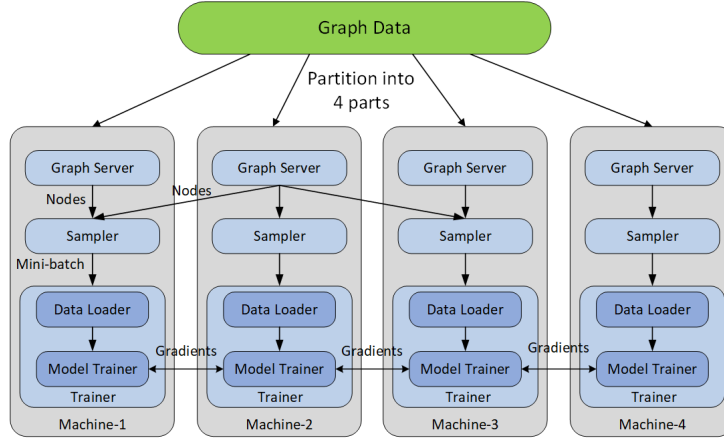 Graph Data
Partition into
4 parts
Graph Server
Graph Server
Graph Server
Graph Server
Nodes
Nodes
Sampler
Sampler
Sampler
Sampler
Mini-batch
Data Loader
Data Loader
Data Loader
Data Loader
Gradients
Gradients
Gradients
Model Trainer
Model Trainer
Model Trainer
Model Trainer
Trainer
Trainer
Trainer
Trainer
Machine-1
Machine-2
Machine-3
Machine-4